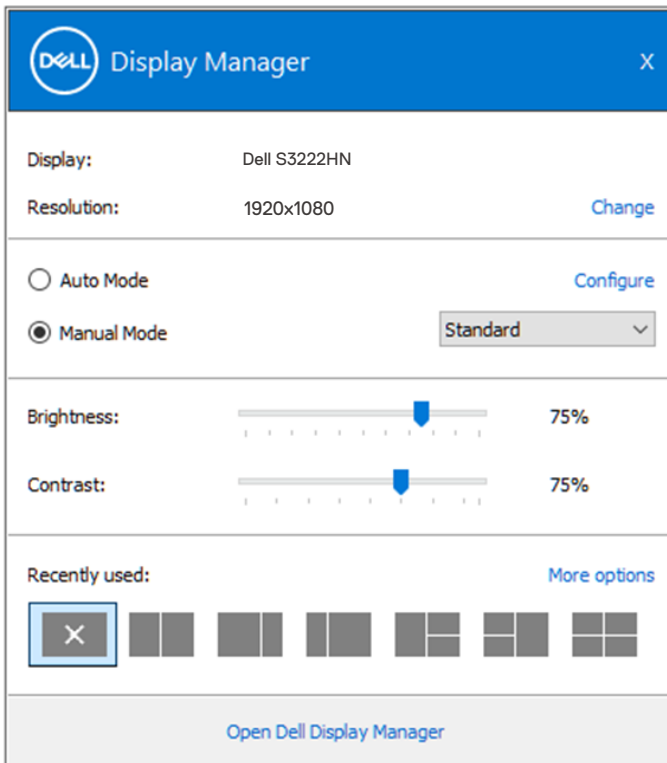 DELL Display Manager X
Display: Dell S3222HN
Resolution: 1920x1080 Change
Auto Mode Configure
Manual Mode Standard
Brightness: 75%
Contrast: 75%
Recently used: More options
Open Dell Display Manager